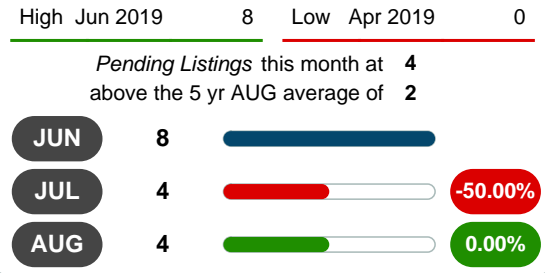 High Jun 2019 8 Low Apr 2019 0
Pending Listings this month at 4
above the 5 yr AUG average of 2
JUN 8
JUL 4 -50.00%
AUG 4 0.00%